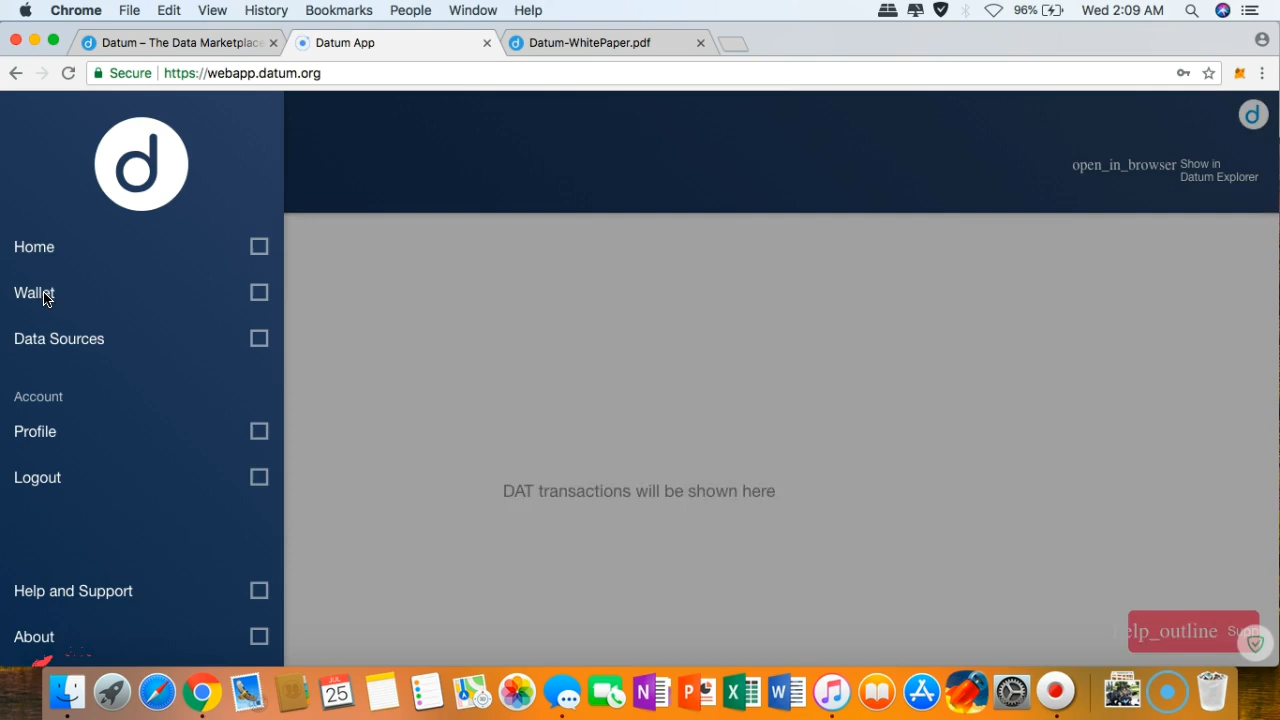 Chrome File Edit View History Bookmarks People Window Help 96% Wed 2:09 AM
Datum – The Data Marketplace Datum App Datum-WhitePaper.pdf
Secure https://webapp.datum.org
d
d
open_in_browser Show in
Datum Explorer
Home
Wallet
Data Sources
Account
Profile
Logout
DAT transactions will be shown here
Help and Support
About
elp_outline
JUL
25